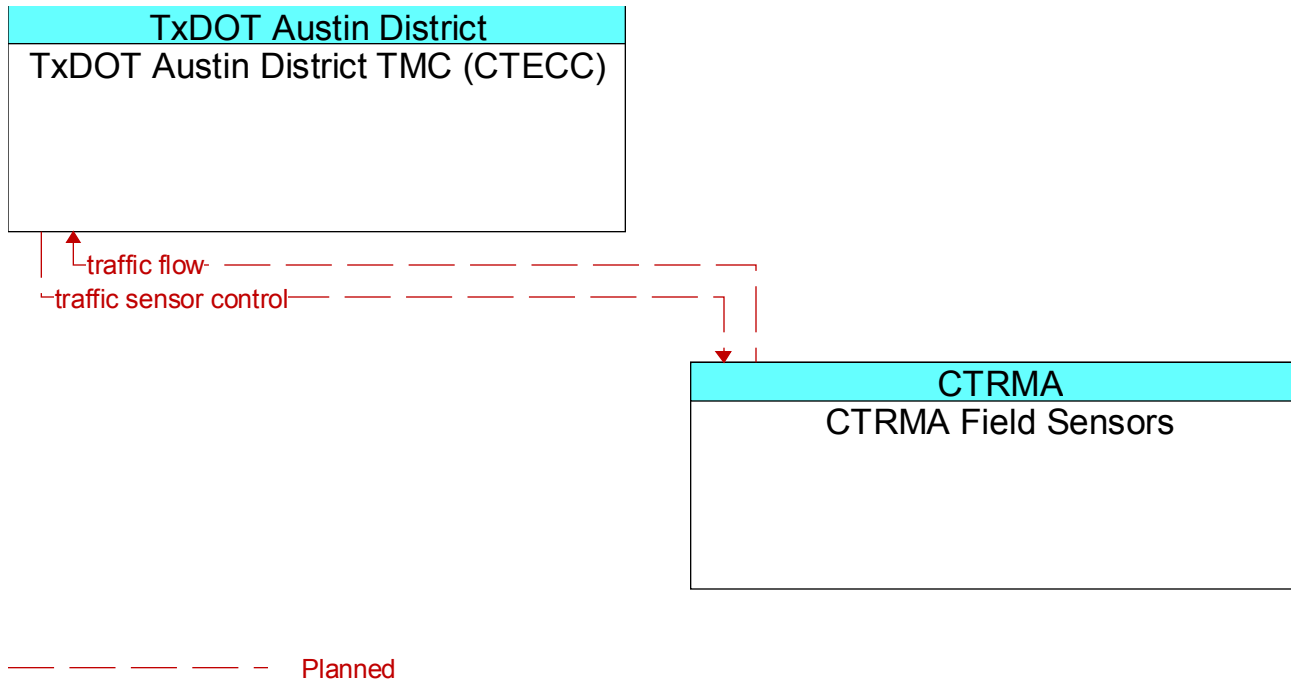 TxDOT Austin District
TxDOT Austin District TMC (CTECC)
traffic flow
traffic sensor control
CTRMA
CTRMA Field Sensors
Planned